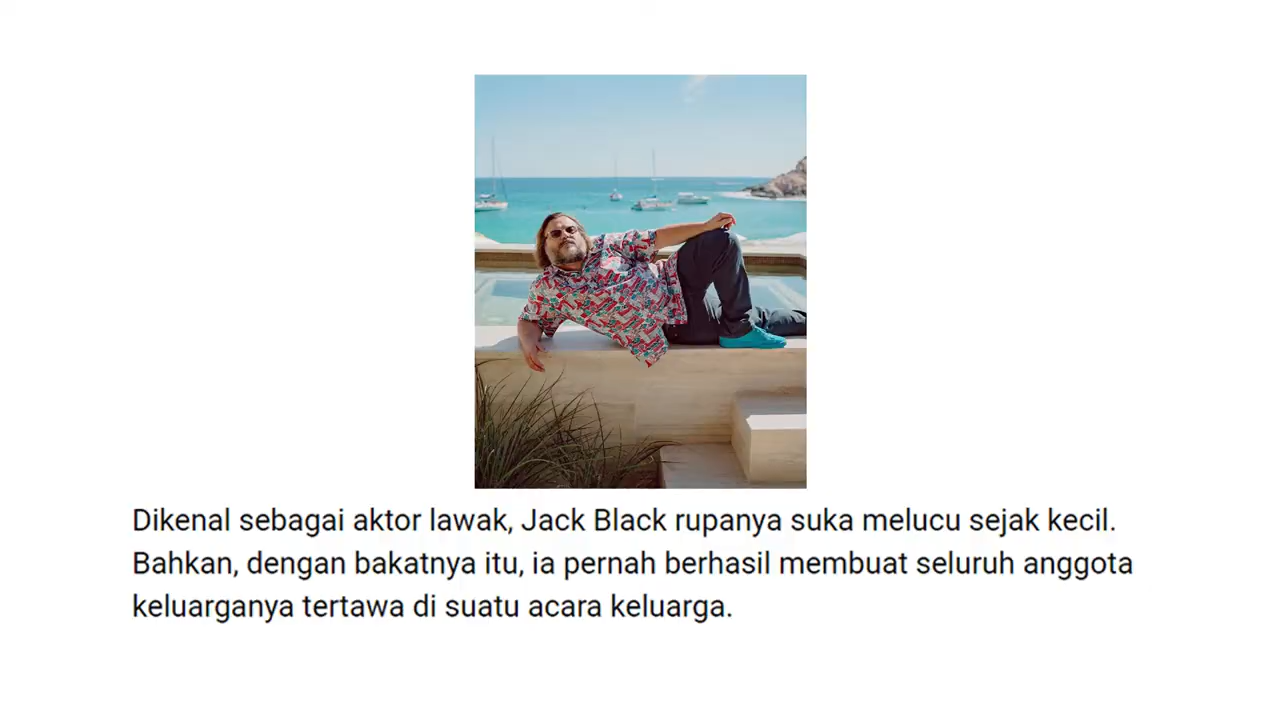 Dikenal sebagai aktor lawak, Jack Black rupanya suka melucu sejak kecil.
Bahkan, dengan bakatnya itu, ia pernah berhasil membuat seluruh anggota
keluarganya tertawa di suatu acara keluarga.